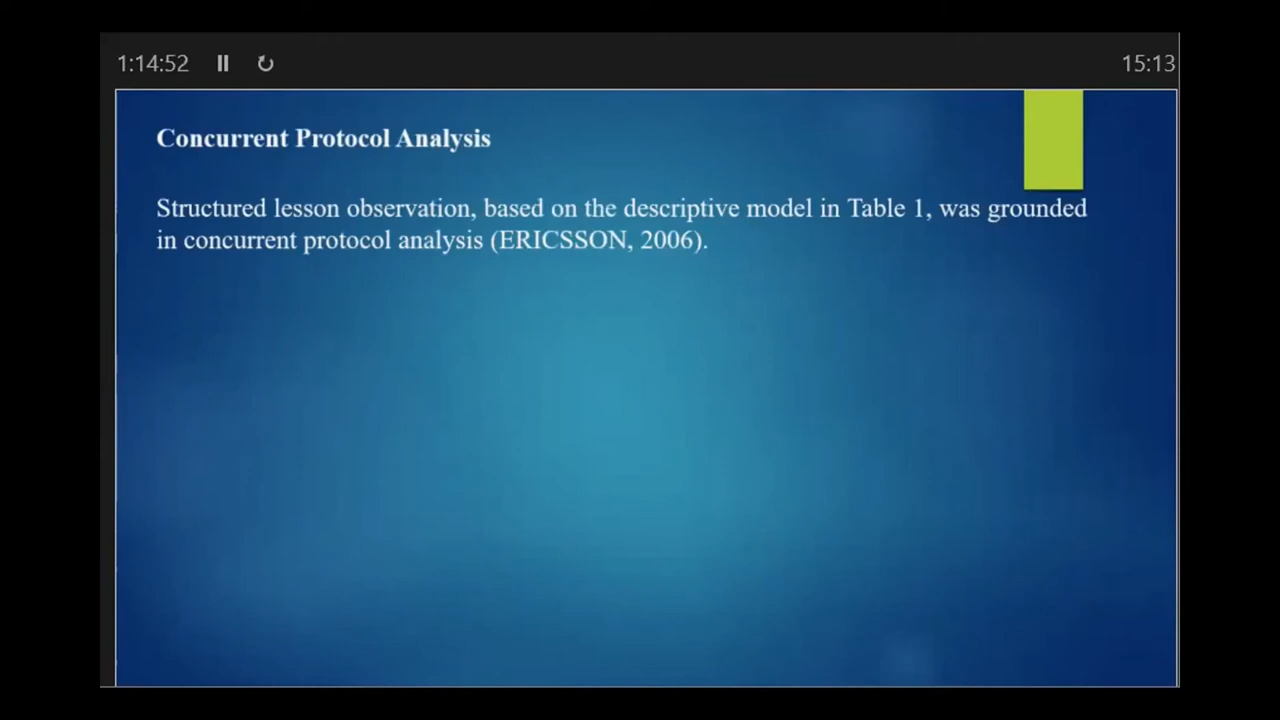 1:14:52
15:13
Concurrent Protocol Analysis
Structured lesson observation, based on the descriptive model in Table 1, was grounded
in concurrent protocol analysis (ERICSSON, 2006).